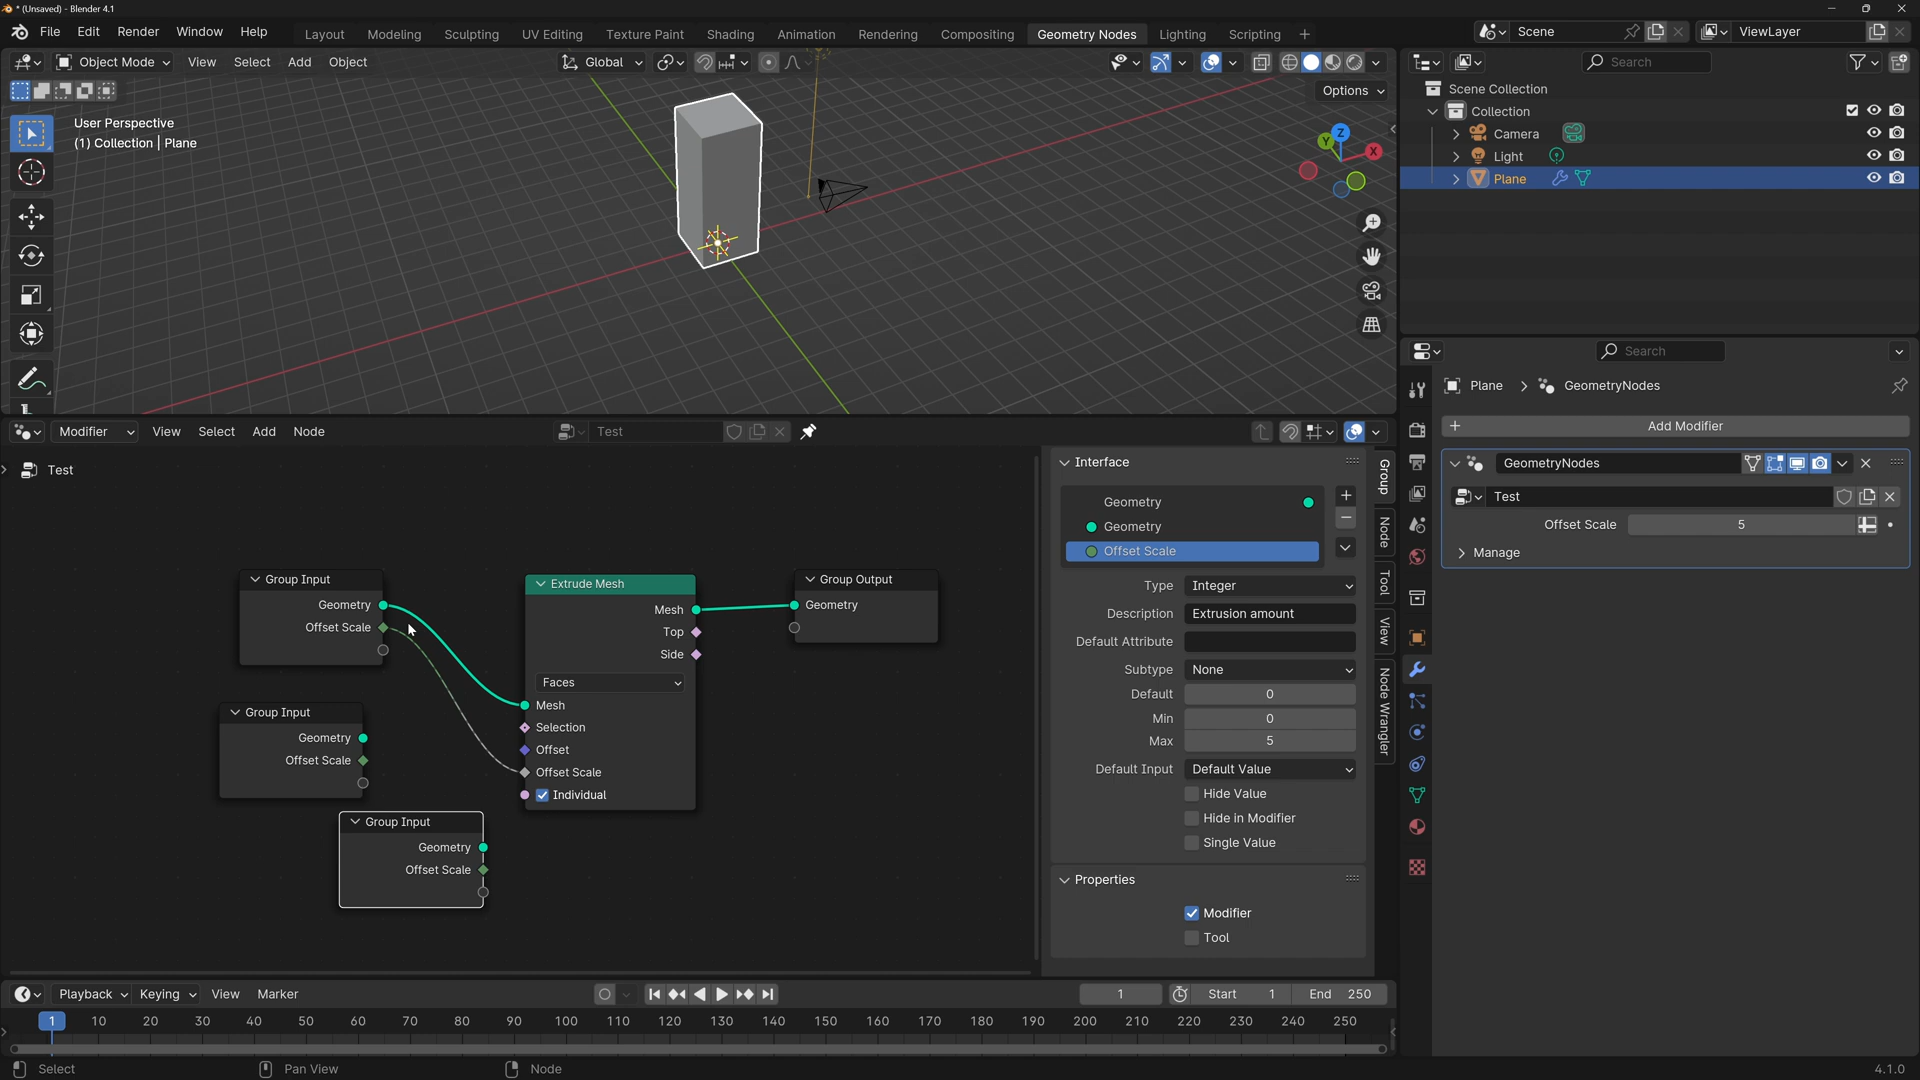 * (Unsaved) - Blender 4.1
File Edit Render Window Help
Layout Modeling Sculpting UV Editing Texture Paint Shading Animation Rendering Compositing Geometry Nodes Lighting Scripting +
Scene
ViewLayer
Object Mode View Select Add Object
Global
Search
Options
User Perspective
(1) Collection | Plane
Z
Y
X
Scene Collection
Collection
Camera
Light
Plane
Search
Plane
GeometryNodes
+ Add Modifier
GeometryNodes
Test
Offset Scale 5
Manage
Modifier View Select Add Node
Test
Test
Group Input
Geometry
Offset Scale
Group Input
Geometry
Offset Scale
Group Input
Geometry
Offset Scale
Extrude Mesh
Mesh
Top
Side
Faces
Mesh
Selection
Offset
Offset Scale
Individual
Group Output
Geometry
Interface
Geometry
Geometry
Offset Scale
Type Integer
Description Extrusion amount
Default Attribute
Subtype None
Default 0
Min 0
Max 5
Default Input Default Value
Hide Value
Hide in Modifier
Single Value
Properties
Modifier
Tool
Group
Node
Tool
View
Node Wrangler
Playback Keying View Marker
1 Start 1 End 250
1 10 20 30 40 50 60 70 80 90 100 110 120 130 140 150 160 170 180 190 200 210 220 230 240 250
Select Pan View Node
4.1.0